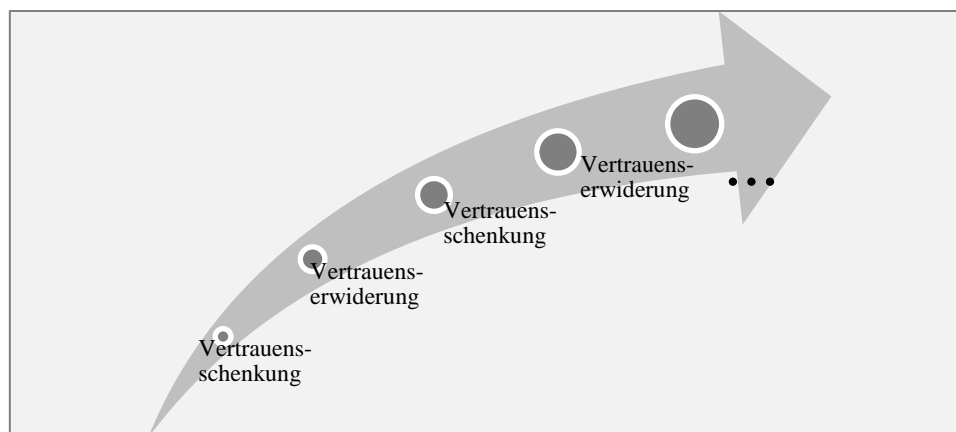 Vertrauens-
erwiderung
Vertrauens-
schenkung
Vertrauens-
erwiderung
Vertrauens-
schenkung
...